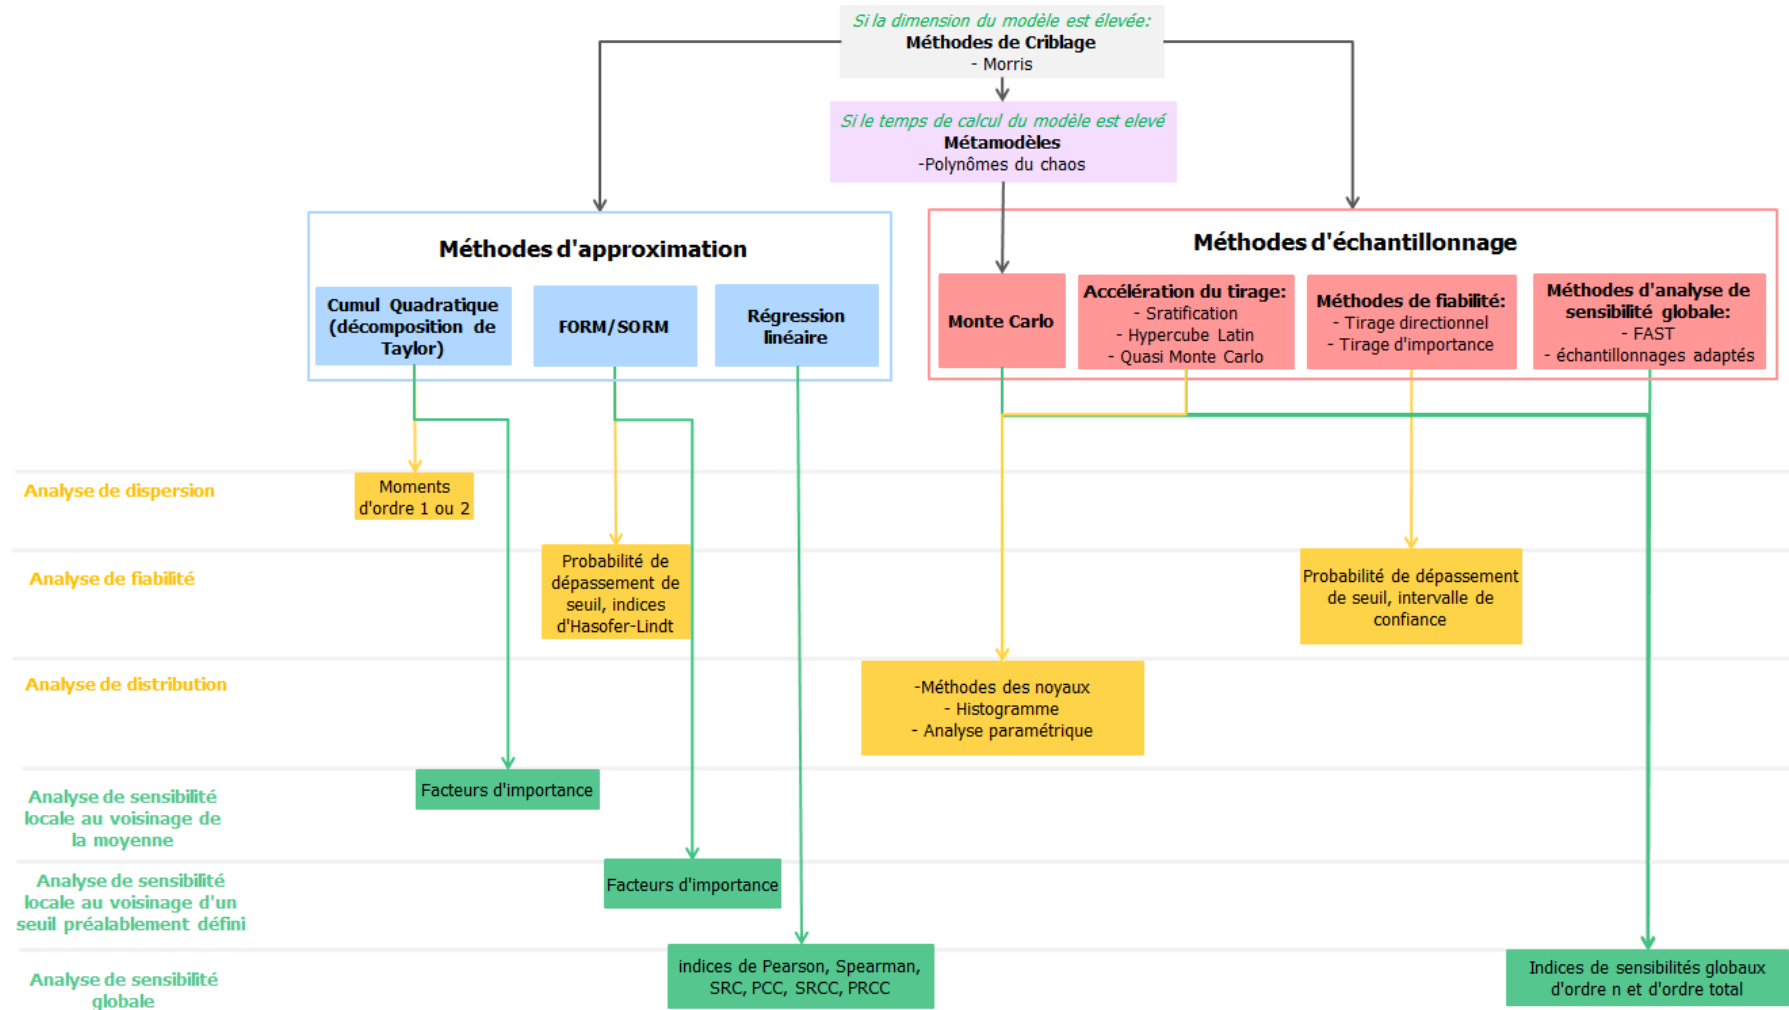 Si la dimension du modèle est élevée:
Méthodes de Criblage
- Morris
Si le temps de calcul du modèle est elevé
Métamodèles
-Polynômes du chaos
Méthodes d'approximation
Cumul Quadratique
(décomposition de
Taylor)
FORM/SORM
Régression
linéaire
Méthodes d'échantillonnage
Monte Carlo
Accélération du tirage:
- Sratification
- Hypercube Latin
- Quasi Monte Carlo
Méthodes de fiabilité:
- Tirage directionnel
- Tirage d'importance
Méthodes d'analyse de
sensibilité globale:
- FAST
- échantillonnages adaptés
Analyse de dispersion
Moments
d'ordre 1 ou 2
Analyse de fiabilité
Probabilité de
dépassement de
seuil, indices
d'Hasofer-Lindt
Probabilité de dépassement
de seuil, intervalle de
confiance
Analyse de distribution
-Méthodes des noyaux
- Histogramme
- Analyse paramétrique
Analyse de sensibilité
locale au voisinage de
la moyenne
Facteurs d'importance
Analyse de sensibilité
locale au voisinage d'un
seuil préalablement défini
Facteurs d'importance
Analyse de sensibilité
globale
indices de Pearson, Spearman,
SRC, PCC, SRCC, PRCC
Indices de sensibilités globaux
d'ordre n et d'ordre total